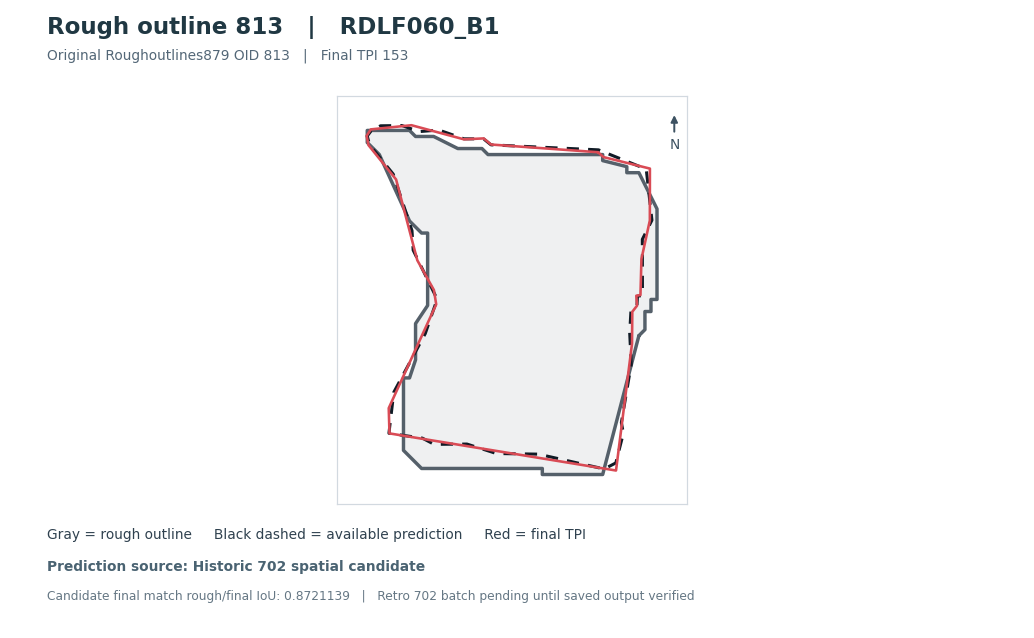 Rough outline 813   |   RDLF060_B1
Original Roughoutlines879 OID 813   |   Final TPI 153
N
Gray = rough outline     Black dashed = available prediction     Red = final TPI
Prediction source: Historic 702 spatial candidate
Candidate final match rough/final IoU: 0.8721139   |   Retro 702 batch pending until saved output verified